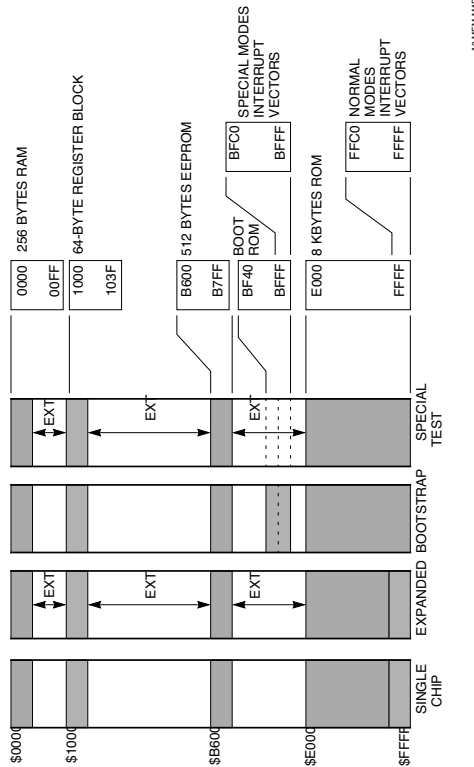 $0000
$1000
$B600
$E000
$FFFF
EXT
EXT
EXT
EXT
EXT
EXT
SINGLE
CHIP
EXPANDED
BOOTSTRAP
SPECIAL
TEST
0000
00FF
256 BYTES RAM
1000
103F
64-BYTE REGISTER BLOCK
B600
B7FF
512 BYTES EEPROM
BOOT
ROM
BF40
BFFF
BFC0
BFFF
SPECIAL MODES
INTERRUPT
VECTORS
E000
FFFF
8 KBYTES ROM
FFC0
FFFF
NORMAL
MODES
INTERRUPT
VECTORS